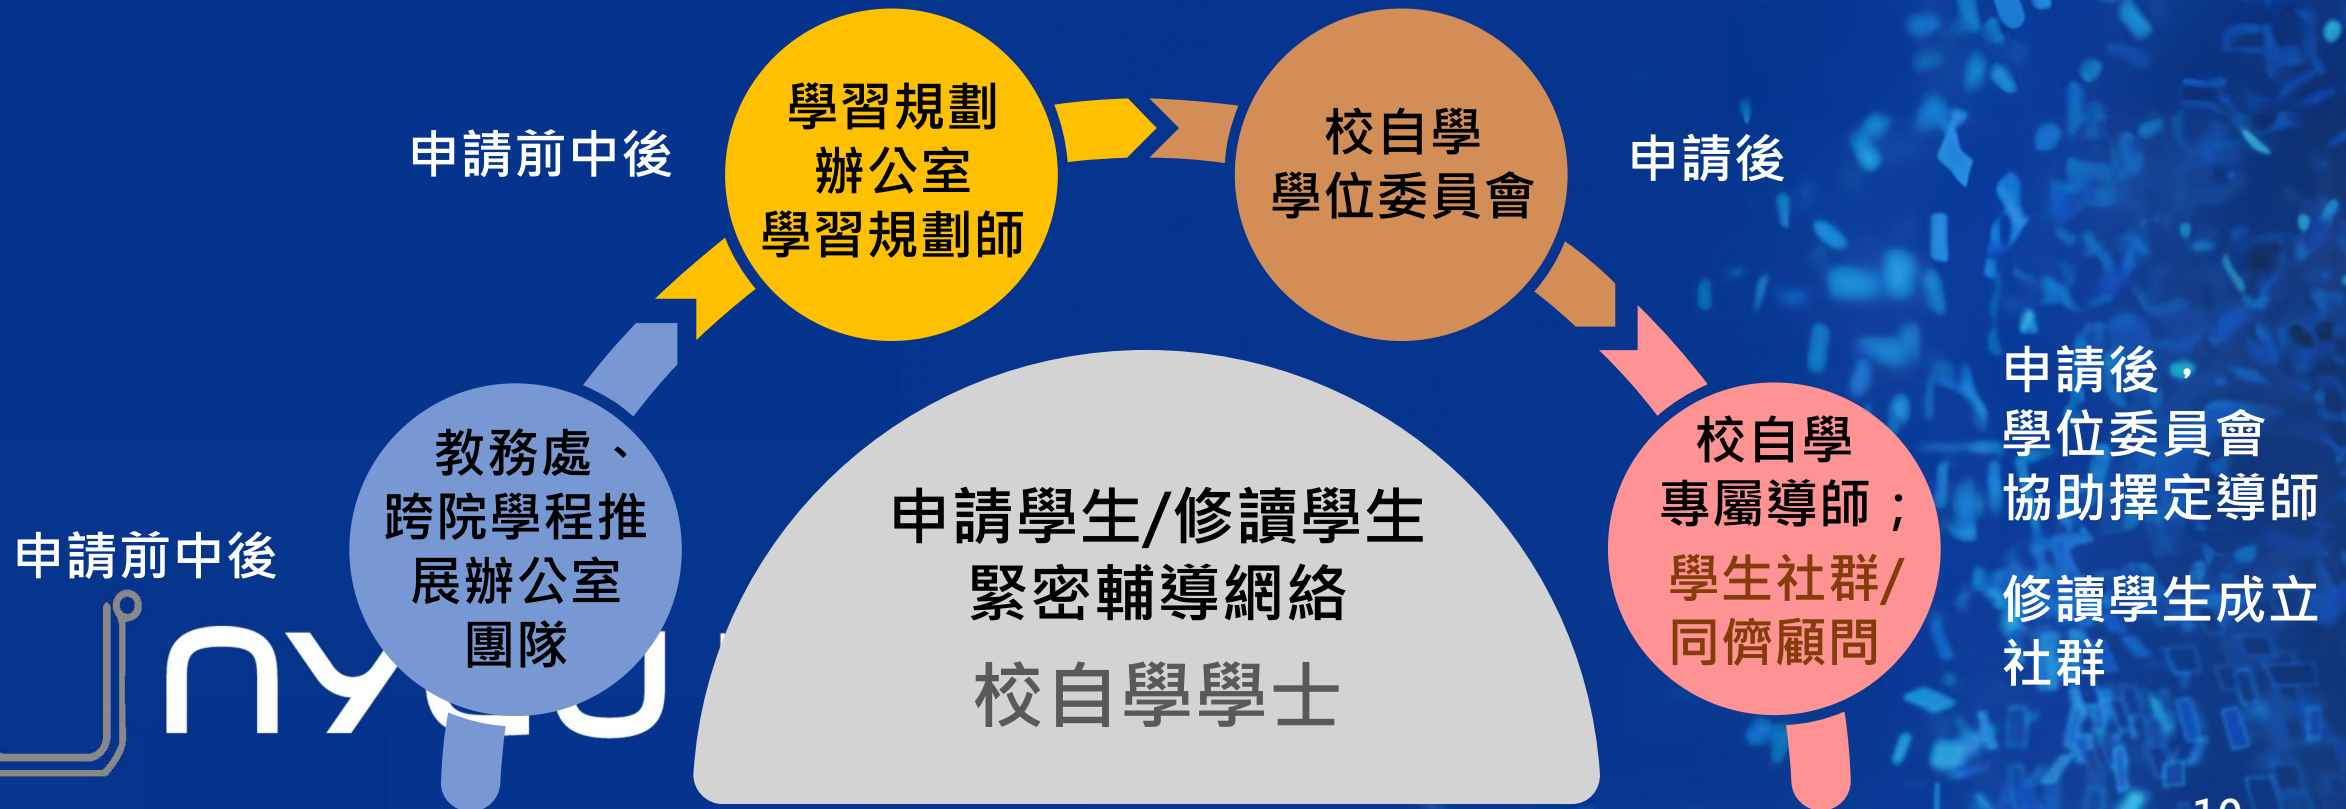 申請前中後
學習規劃
辦公室
學習規劃師
校自學
學位委員會
申請後
申請前中後
教務處、
跨院學程推
展辦公室
團隊
申請學生/修讀學生
緊密輔導網絡
校自學學士
校自學
專屬導師；
學生社群/
同儕顧問
申請後，
學位委員會
協助擇定導師
修讀學生成立
社群